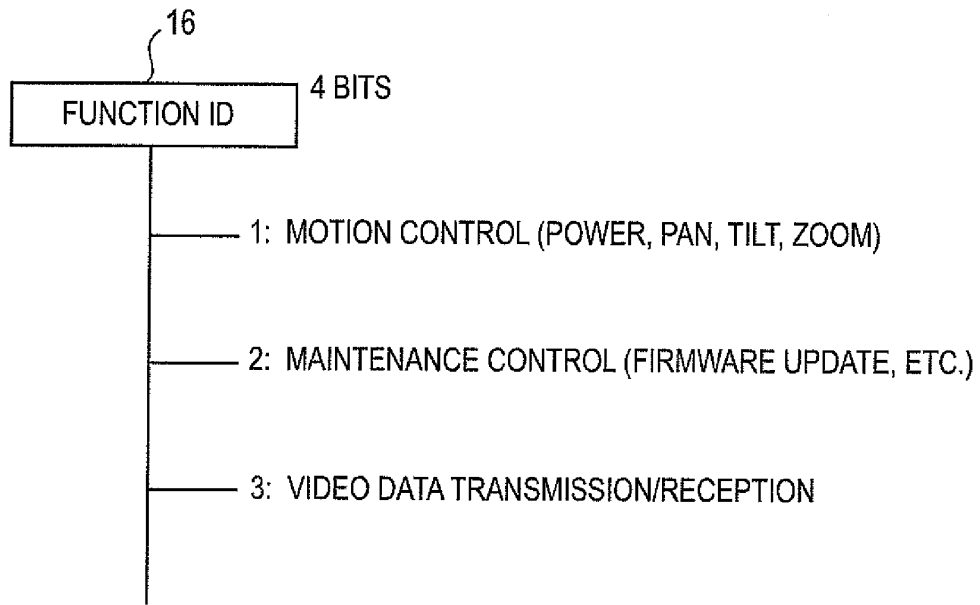 16
FUNCTION ID
4 BITS
1: MOTION CONTROL (POWER, PAN, TILT, ZOOM)
2: MAINTENANCE CONTROL (FIRMWARE UPDATE, ETC.)
3: VIDEO DATA TRANSMISSION/RECEPTION